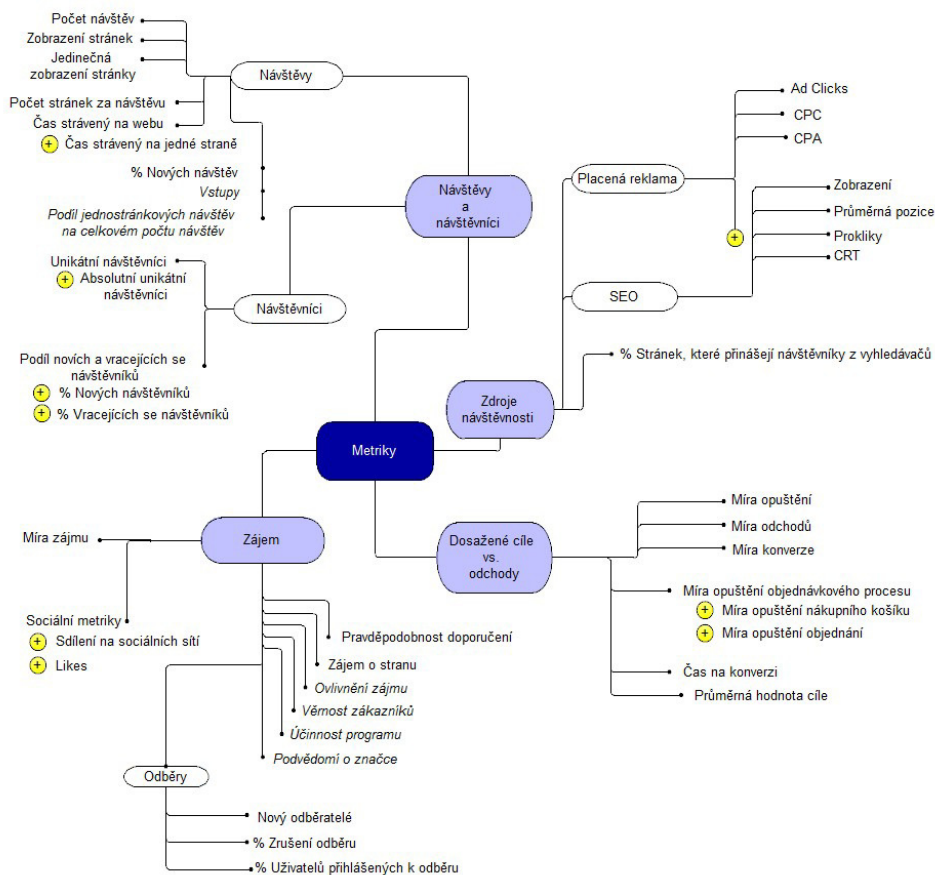 Počet návštěv
Zobrazení stránek
Jedinečná
zobrazení stránky
Návštěvy
Počet stránek za návštěvu
Čas strávený na webu
+ Čas strávený na jedné straně
% Nových návštěv
Vstupy
Podíl jednostránkových návštěv
na celkovém počtu návštěv
Návštěvy
a
návštěvníci
Unikátní návštěvníci
+ Absolutní unikátní
návštěvníci
Návštěvníci
Podíl novích a vracejících se
návštěvníků
+ % Nových návštěvníků
+ % Vracejících se návštěvníků
Ad Clicks
CPC
CPA
Placená reklama
+
Zobrazení
Průměrná pozice
Prokliky
CRT
SEO
% Stránek, které přinášejí návštěvníky z vyhledávačů
Zdroje
návštěvnosti
Metriky
Míra zájmu
Zájem
Sociální metriky
+ Sdílení na sociálních sítí
+ Likes
Pravděpodobnost doporučení
Zájem o stranu
Ovlivnění zájmu
Věrnost zákazníků
Účinnost programu
Podvědomí o značce
Odběry
Nový odběratelé
% Zrušení odběru
% Uživatelů přihlášených k odběru
Dosažené cíle
vs.
odchody
Míra opuštění
Míra odchodů
Míra konverze
Míra opuštění objednávkového procesu
+ Míra opuštění nákupního košíku
+ Míra opuštění objednání
Čas na konverzi
Průměrná hodnota cíle